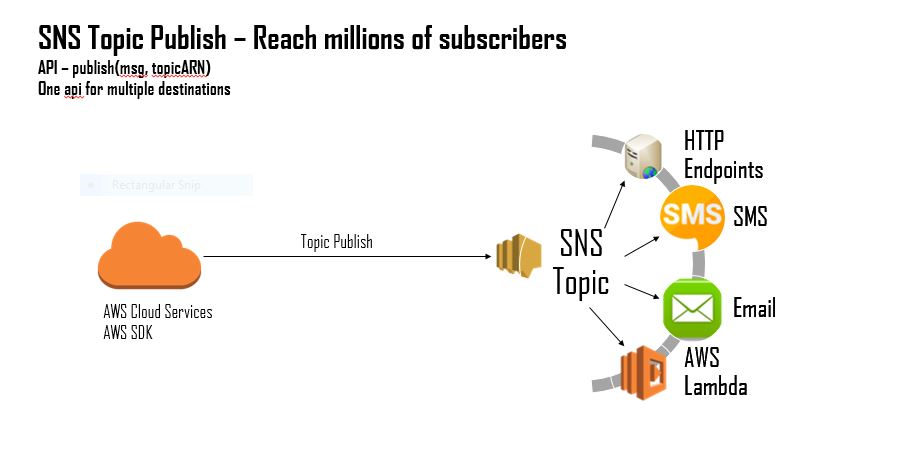 SNS Topic Publish – Reach millions of subscribers
API – publish(msg, topicARN)
One api for multiple destinations
HTTP
Endpoints
Rectangular Snip
SMS
SMS
Topic Publish
SNS
Topic
AWS Cloud Services
AWS SDK
Email
AWS
Lambda